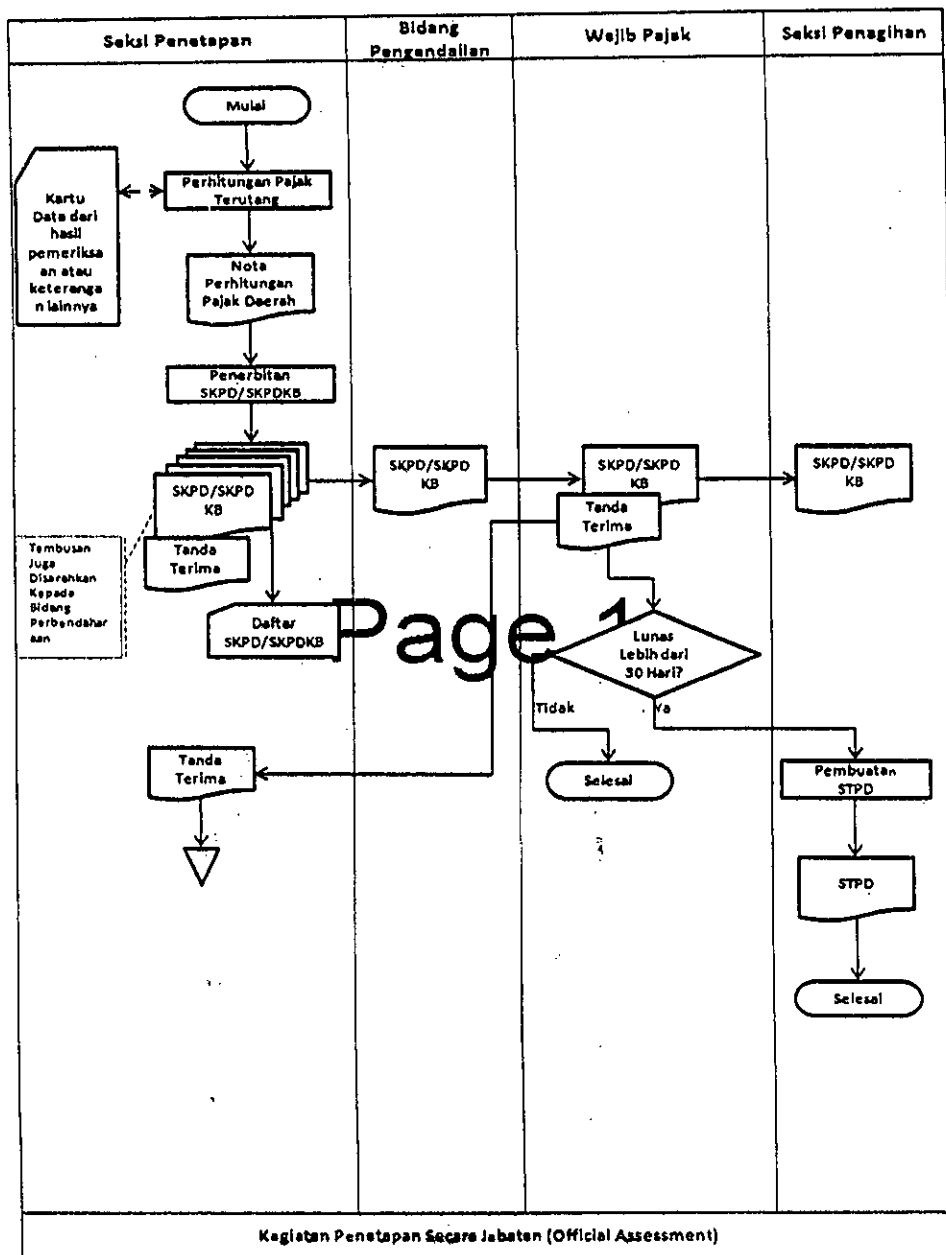 Seksi Penetapan
Bidang
Pengendalian
Wajib Pajak
Seksi Penagihan
Mulai
Kartu
Data dari
hasil
pemeriksa
an atau
keteranga
n lainnya
Perhitungan Pajak
Terutang
Nota
Perhitungan
Pajak Daerah
Penerbitan
SKPD/SKPDKB
SKPD/SKPD
KB
Tanda
Terima
SKPD/SKPD
KB
SKPD/SKPD
KB
Tanda
Terima
SKPD/SKPD
KB
Tembusan
Juga
Diserahkan
Kepada
Bidang
Perbendahar
aan
Daftar
SKPD/SKPDKB
Page 1
Lunas
Lebih dari
30 Hari?
Tidak
Ya
Tanda
Terima
Selesai
Pembuatan
STPD
STPD
Selesai
Kegiatan Penetapan Secara Jabatan (Official Assessment)